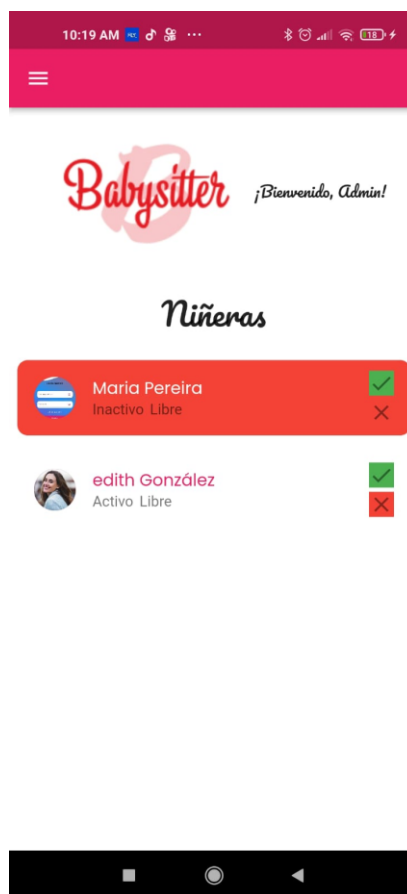 10:19 AM
18
Babysitter
¡Bienvenido, Admin!
Niñeras
Maria Pereira
Inactivo Libre
edith González
Activo Libre